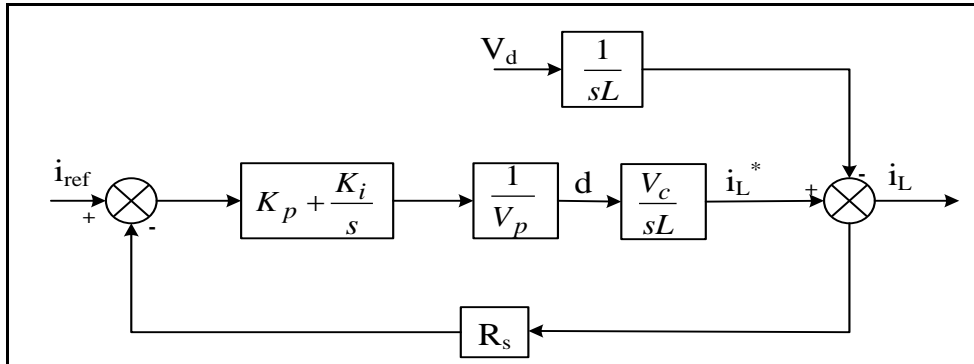 V_d
1/(sL)
i_ref
+
-
K_p + K_i/s
1/V_p
d
V_c/(sL)
i_L*
+
-
i_L
R_s